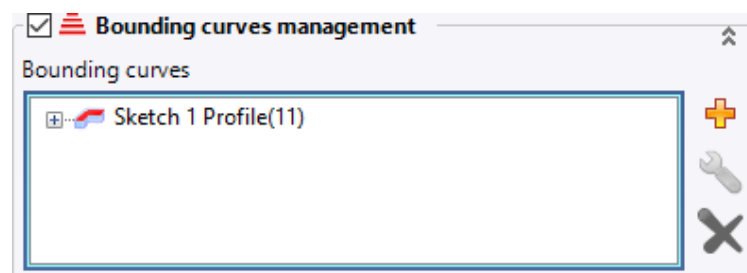 Bounding curves management
Bounding curves
Sketch 1 Profile(11)